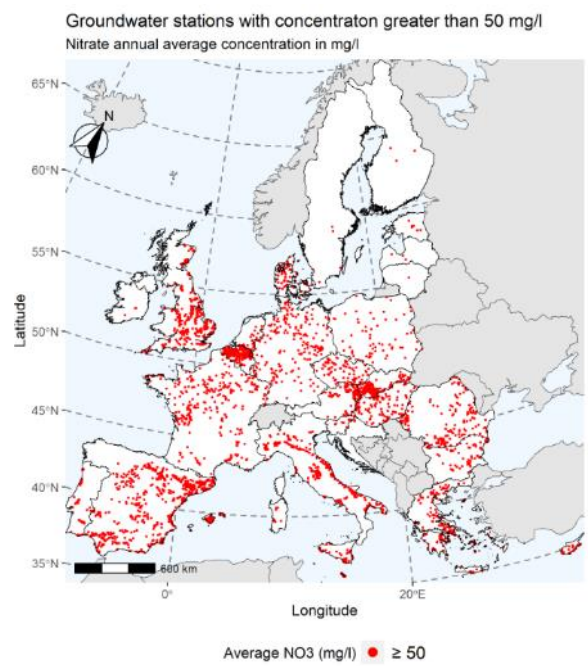 Groundwater stations with concentraton greater than 50 mg/l
Nitrate annual average concentration in mg/l
65°N
N
60°N
55°N
50°N
45°N
40°N
35°N
Latitude
600 km
0°
20°E
Longitude
Average NO3 (mg/l) ≥ 50